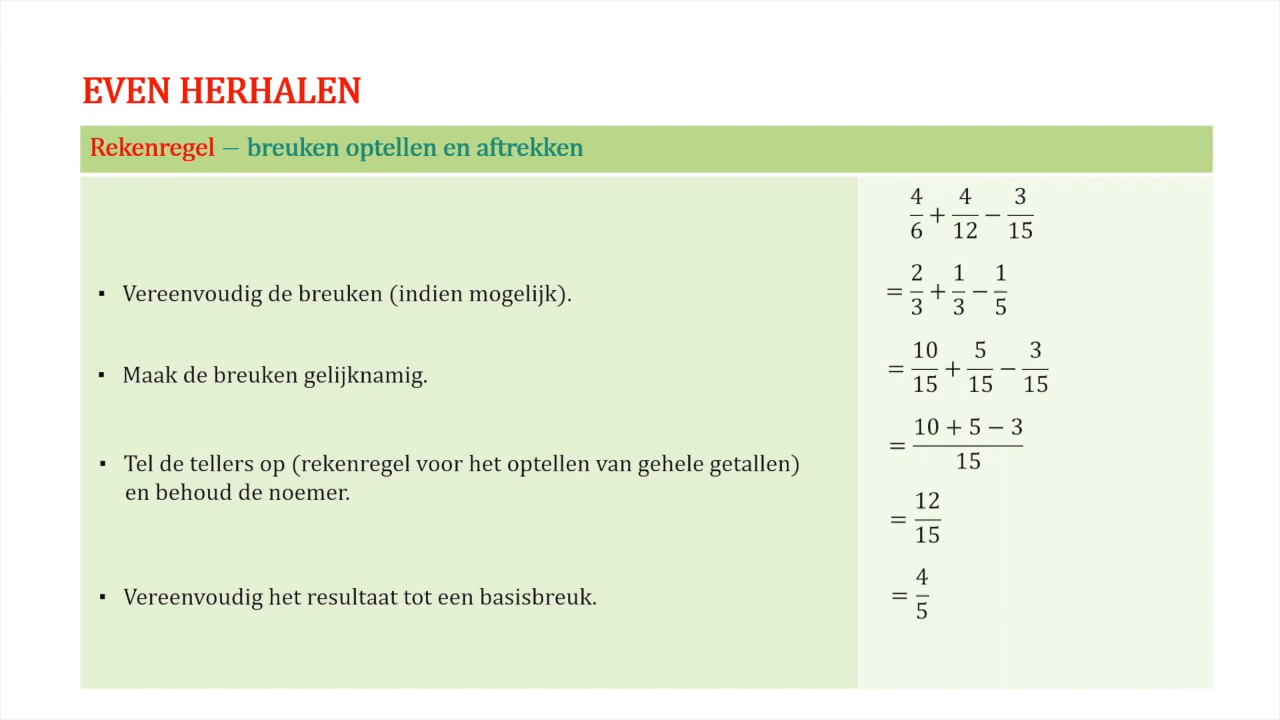 EVEN HERHALEN
Rekenregel – breuken optellen en aftrekken
4/6 + 4/12 − 3/15
▪ Vereenvoudig de breuken (indien mogelijk).
= 2/3 + 1/3 − 1/5
▪ Maak de breuken gelijknamig.
= 10/15 + 5/15 − 3/15
▪ Tel de tellers op (rekenregel voor het optellen van gehele getallen)
en behoud de noemer.
= (10 + 5 − 3)/15
= 12/15
▪ Vereenvoudig het resultaat tot een basisbreuk.
= 4/5